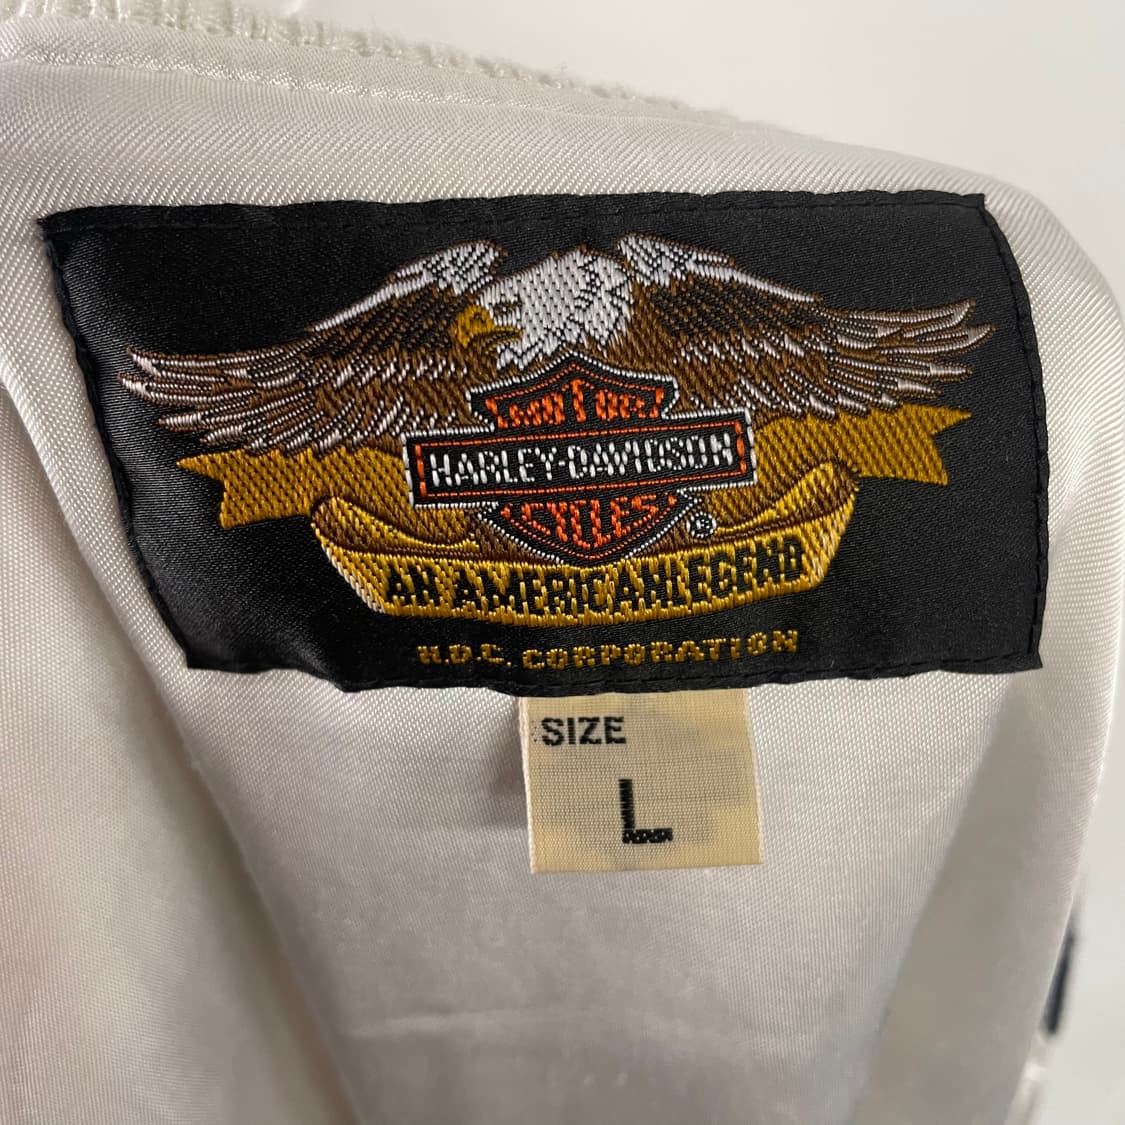 MOTOR
HARLEY-DAVIDSON
CYCLES
®
AN AMERICAN LEGEND
H.D.C. CORPORATION
SIZE
L